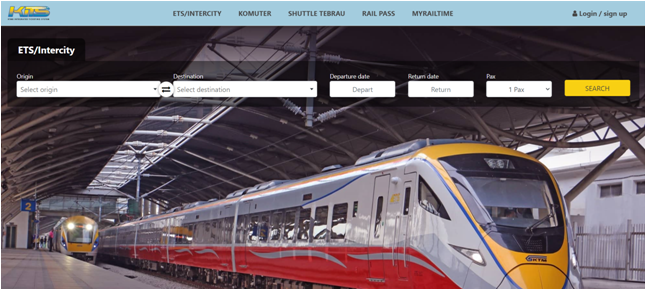 KITS
ETS/INTERCITY KOMUTER SHUTTLE TEBRAU RAIL PASS MYRAILTIME Login / sign up
ETS/Intercity
Origin Destination Departure date Return date Pax
Select origin Select destination Depart Return 1 Pax SEARCH
2
KTM